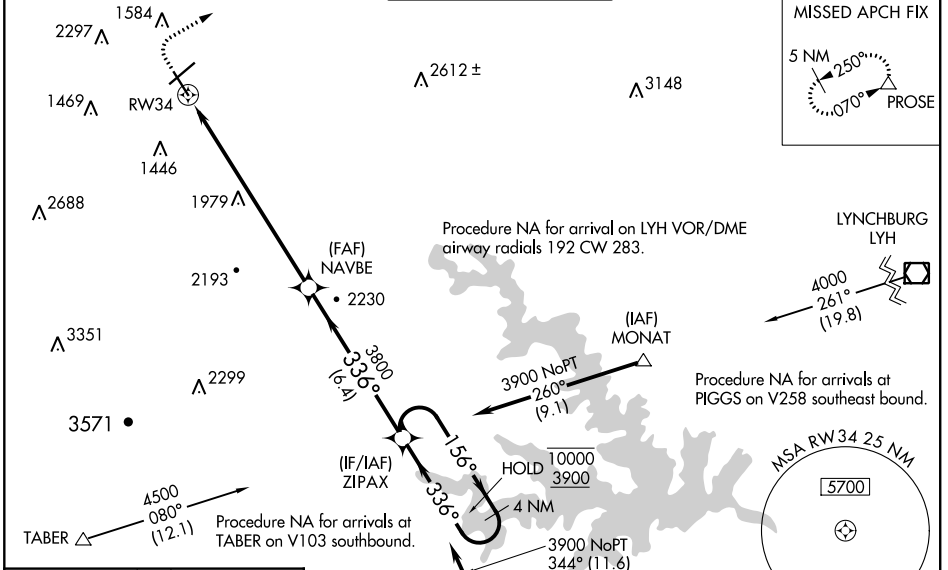 1584
2297
1469
RW34
1446
2688
1979
2612 ±
3148
MISSED APCH FIX
5 NM
250°
070°
PROSE
Procedure NA for arrival on LYH VOR/DME
airway radials 192 CW 283.
LYNCHBURG
LYH
4000
261°
(19.8)
(FAF)
NAVBE
2193
2230
3351
2299
3571
3800
336°
(6.4)
(IAF)
MONAT
3900 NoPT
260°
(9.1)
Procedure NA for arrivals at
PIGGS on V258 southeast bound.
(IF/IAF)
ZIPAX
156°
336°
HOLD
10000
3900
4 NM
MSA RW34 25 NM
5700
4500
080°
(12.1)
TABER
Procedure NA for arrivals at
TABER on V103 southbound.
3900 NoPT
344° (11.6)